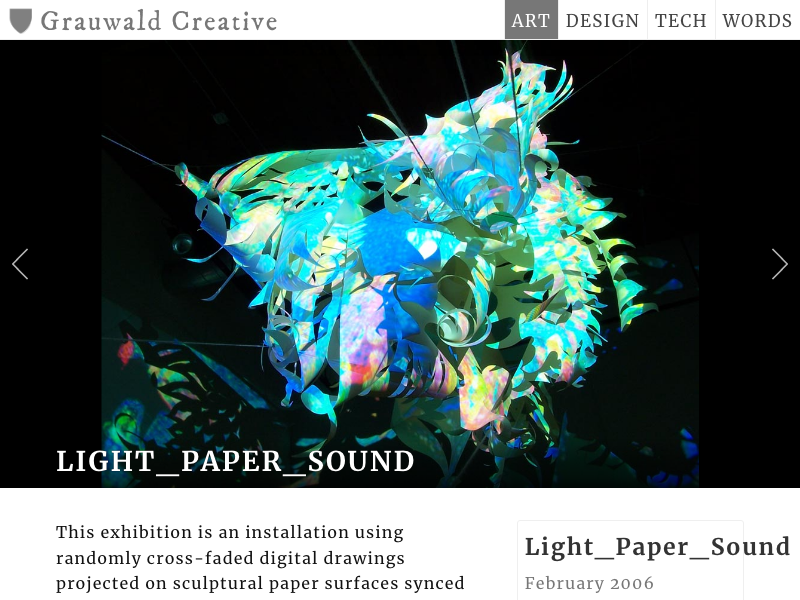 Grauwald Creative
ART DESIGN TECH WORDS
LIGHT_PAPER_SOUND
This exhibition is an installation using
randomly cross-faded digital drawings
projected on sculptural paper surfaces synced
Light_Paper_Sound
February 2006